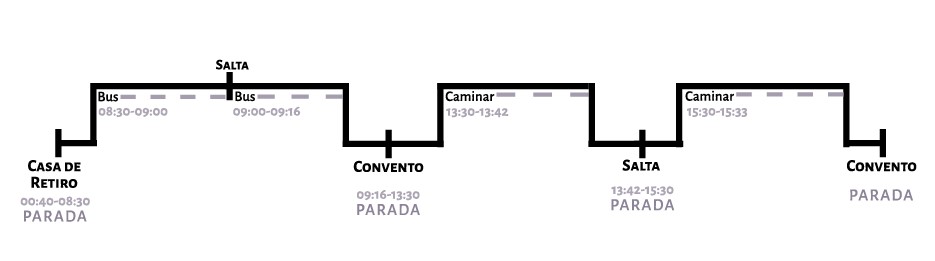 SALTA
Bus
08:30-09:00
Bus
09:00-09:16
Caminar
13:30-13:42
Caminar
15:30-15:33
CASA DE
RETIRO
00:40-08:30
PARADA
CONVENTO
09:16-13:30
PARADA
SALTA
13:42-15:30
PARADA
CONVENTO
PARADA